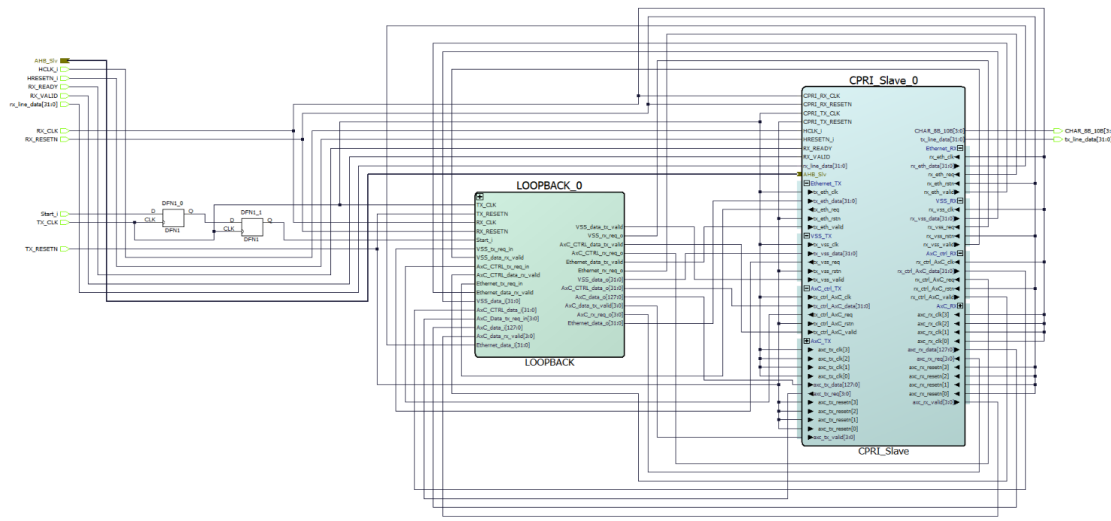 AHB_Slv
HCLK_i
HRESETN_i
RX_READY
RX_VALID
rx_line_data[31:0]
RX_CLK
RX_RESETN
Start_i
TX_CLK
TX_RESETN
DFN1_0
D
Q
CLK
DFN1
DFN1_1
D
Q
CLK
DFN1
LOOPBACK_0
TX_CLK
TX_RESETN
RX_CLK
RX_RESETN
Start_i
VSS_tx_req_in
VSS_data_rx_valid
AxC_CTRL_tx_req_in
AxC_CTRL_data_rx_valid
Ethernet_tx_req_in
Ethernet_data_rx_valid
VSS_data_i[31:0]
AxC_CTRL_data_i[31:0]
AxC_Data_tx_req_in[3:0]
AxC_data_i[127:0]
AxC_data_rx_valid[3:0]
Ethernet_data_i[31:0]
VSS_data_tx_valid
VSS_rx_req_o
AxC_CTRL_data_tx_valid
AxC_CTRL_rx_req_o
Ethernet_data_tx_valid
Ethernet_rx_req_o
VSS_data_o[31:0]
AxC_CTRL_data_o[31:0]
AxC_data_o[127:0]
AxC_data_tx_valid[3:0]
AxC_rx_req_o[3:0]
Ethernet_data_o[31:0]
LOOPBACK
CPRI_Slave_0
CPRI_RX_CLK
CPRI_RX_RESETN
CPRI_TX_CLK
CPRI_TX_RESETN
HCLK_i
HRESETN_i
RX_READY
RX_VALID
rx_line_data[31:0]
AHB_Slv
Ethernet_TX
tx_eth_clk
tx_eth_data[31:0]
tx_eth_req
tx_eth_rstn
tx_eth_valid
VSS_TX
tx_vss_clk
tx_vss_data[31:0]
tx_vss_req
tx_vss_rstn
tx_vss_valid
AxC_ctrl_TX
tx_ctrl_AxC_clk
tx_ctrl_AxC_data[31:0]
tx_ctrl_AxC_req
tx_ctrl_AxC_rstn
tx_ctrl_AxC_valid
AxC_TX
axc_tx_clk[3]
axc_tx_clk[2]
axc_tx_clk[1]
axc_tx_clk[0]
axc_tx_data[127:0]
axc_tx_req[3:0]
axc_tx_resetn[3]
axc_tx_resetn[2]
axc_tx_resetn[1]
axc_tx_resetn[0]
axc_tx_valid[3:0]
CHAR_8B_10B[3:0]
tx_line_data[31:0]
Ethernet_RX
rx_eth_clk
rx_eth_data[31:0]
rx_eth_req
rx_eth_rstn
rx_eth_valid
VSS_RX
rx_vss_clk
rx_vss_data[31:0]
rx_vss_req
rx_vss_rstn
rx_vss_valid
AxC_ctrl_RX
rx_ctrl_AxC_clk
rx_ctrl_AxC_data[31:0]
rx_ctrl_AxC_req
rx_ctrl_AxC_rstn
rx_ctrl_AxC_valid
AxC_RX
axc_rx_clk[3]
axc_rx_clk[2]
axc_rx_clk[1]
axc_rx_clk[0]
axc_rx_data[127:0]
axc_rx_req[3:0]
axc_rx_resetn[3]
axc_rx_resetn[2]
axc_rx_resetn[1]
axc_rx_resetn[0]
axc_rx_valid[3:0]
CPRI_Slave
CHAR_8B_10B[3:
tx_line_data[31:0]